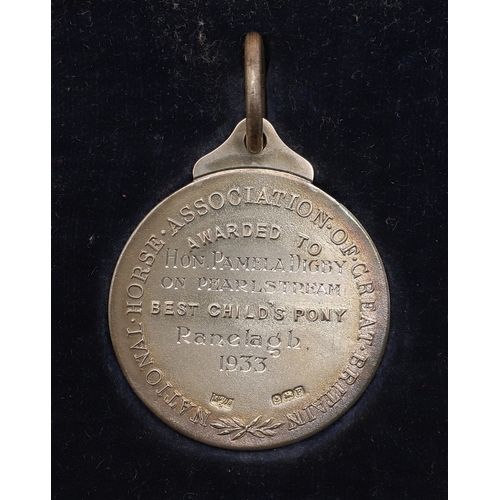 NATIONAL·HORSE·ASSOCIATION·OF·GREAT·BRITAIN
AWARDED TO
HON. PAMELA DIGBY
ON PEARLSTREAM
BEST CHILD'S PONY
Ranelagh.
1933